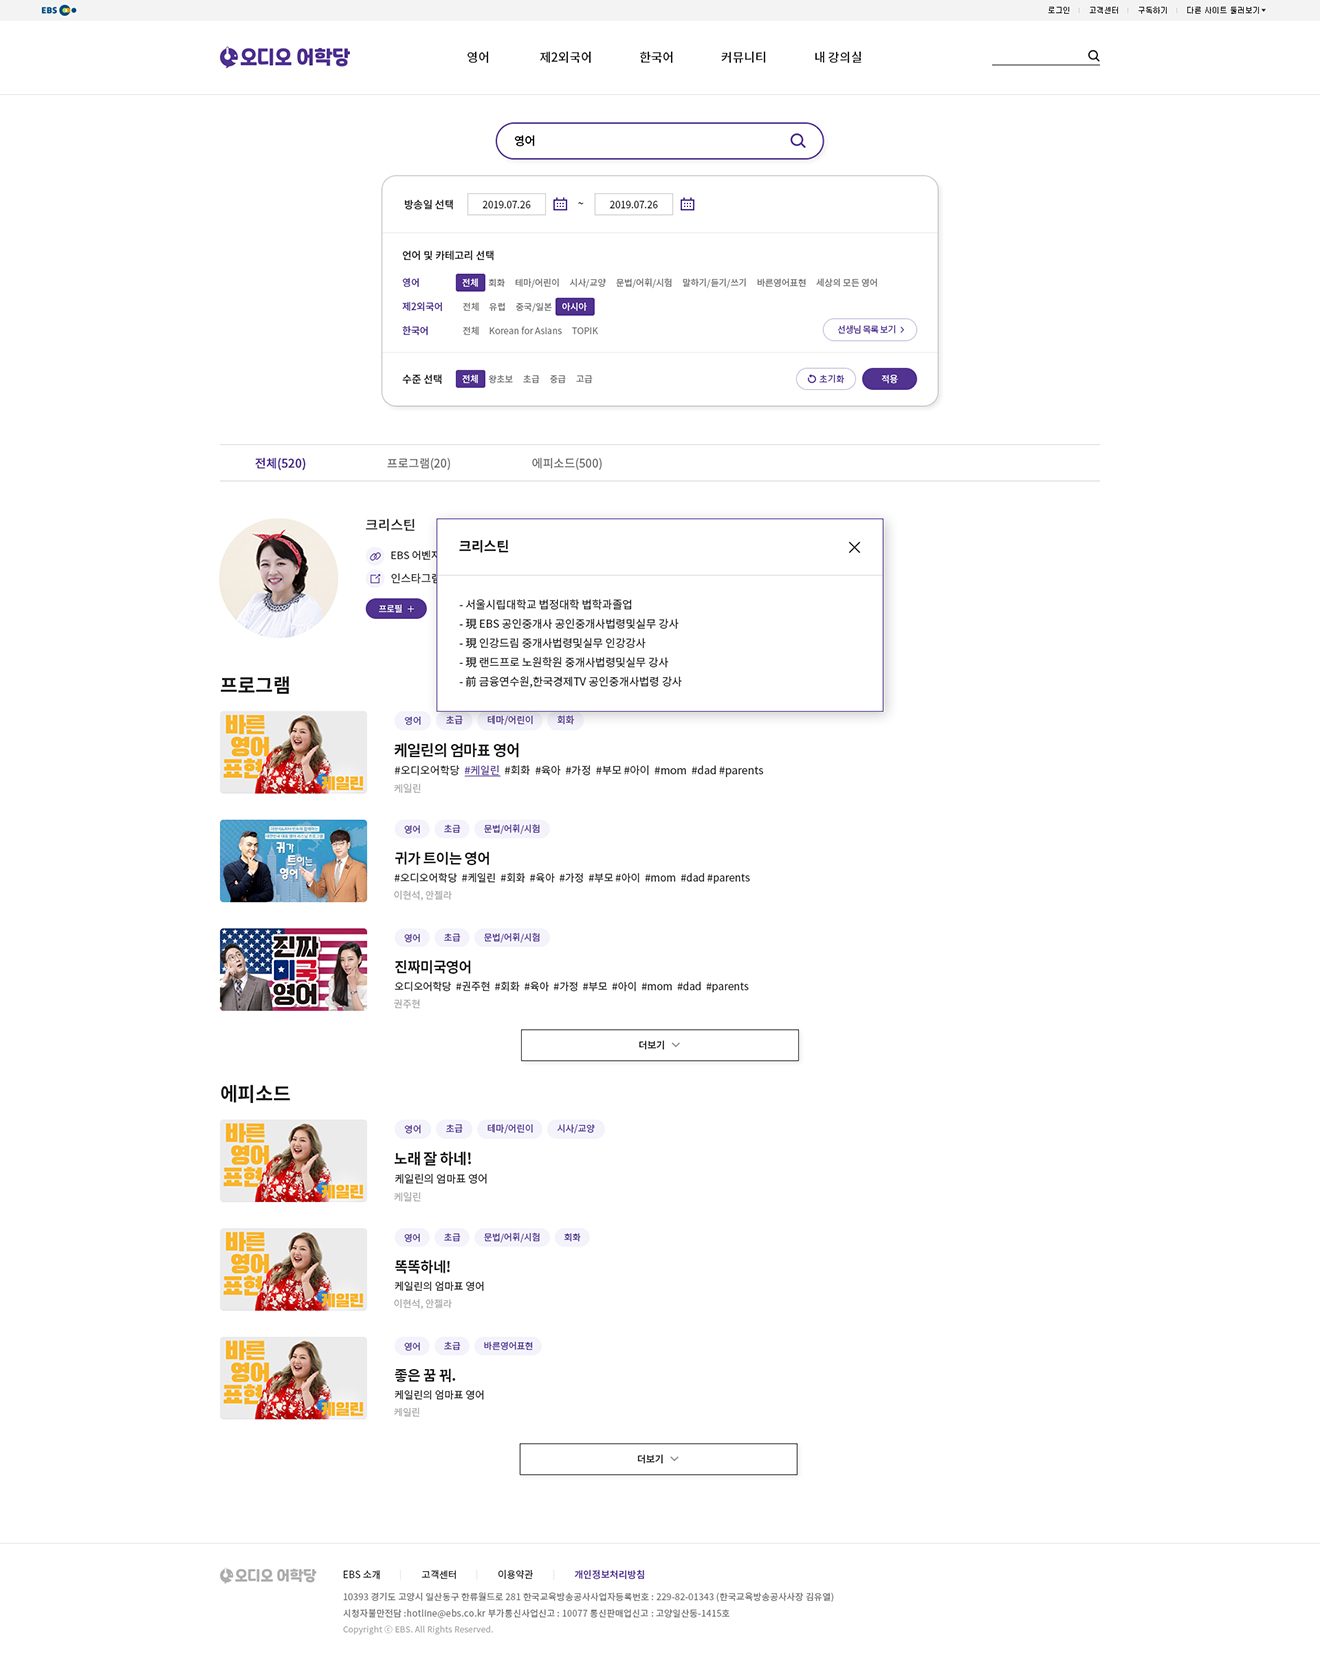 EBS
로그인 고객센터 구독하기 다른 사이트 둘러보기
오디오 어학당
영어 제2외국어 한국어 커뮤니티 내 강의실
영어
방송일 선택 2019.07.26 ~ 2019.07.26
언어 및 카테고리 선택
영어 전체 회화 테마/어린이 시사/교양 문법/어휘/시험 말하기/듣기/쓰기 바른영어표현 세상의 모든 영어
제2외국어 전체 유럽 중국/일본 아시아
한국어 전체 Korean for Asians TOPIK
선생님 목록 보기
수준 선택 전체 왕초보 초급 중급 고급
초기화 적용
전체(520) 프로그램(20) 에피소드(500)
크리스틴
EBS 어벤져
인스타그램
프로필 +
크리스틴
- 서울시립대학교 법정대학 법학과졸업
- 現 EBS 공인중개사 공인중개사법령및실무 강사
- 現 인강드림 중개사법령및실무 인강강사
- 現 랜드프로 노원학원 중개사법령및실무 강사
- 前 금융연수원,한국경제TV 공인중개사법령 강사
프로그램
바른
영어
표현
케일린
영어 초급 테마/어린이 회화
케일린의 엄마표 영어
#오디오어학당 #케일린 #회화 #육아 #가정 #부모 #아이 #mom #dad #parents
케일린
귀가
트이는
영어
영어 초급 문법/어휘/시험
귀가 트이는 영어
#오디오어학당 #케일린 #회화 #육아 #가정 #부모 #아이 #mom #dad #parents
이현석, 안젤라
진짜
미국
영어
영어 초급 문법/어휘/시험
진짜미국영어
오디오어학당 #권주현 #회화 #육아 #가정 #부모 #아이 #mom #dad #parents
권주현
더보기
에피소드
바른
영어
표현
케일린
영어 초급 테마/어린이 시사/교양
노래 잘 하네!
케일린의 엄마표 영어
케일린
바른
영어
표현
케일린
영어 초급 문법/어휘/시험 회화
똑똑하네!
케일린의 엄마표 영어
이현석, 안젤라
바른
영어
표현
케일린
영어 초급 바른영어표현
좋은 꿈 꿔.
케일린의 엄마표 영어
케일린
더보기
오디오 어학당
EBS 소개 고객센터 이용약관 개인정보처리방침
10393 경기도 고양시 일산동구 한류월드로 281 한국교육방송공사사업자등록번호 : 229-82-01343 (한국교육방송공사사장 김유열)
시청자불만전담 :hotline@ebs.co.kr 부가통신사업신고 : 10077 통신판매업신고 : 고양일산등-1415호
Copyright ⓒ EBS. All Rights Reserved.